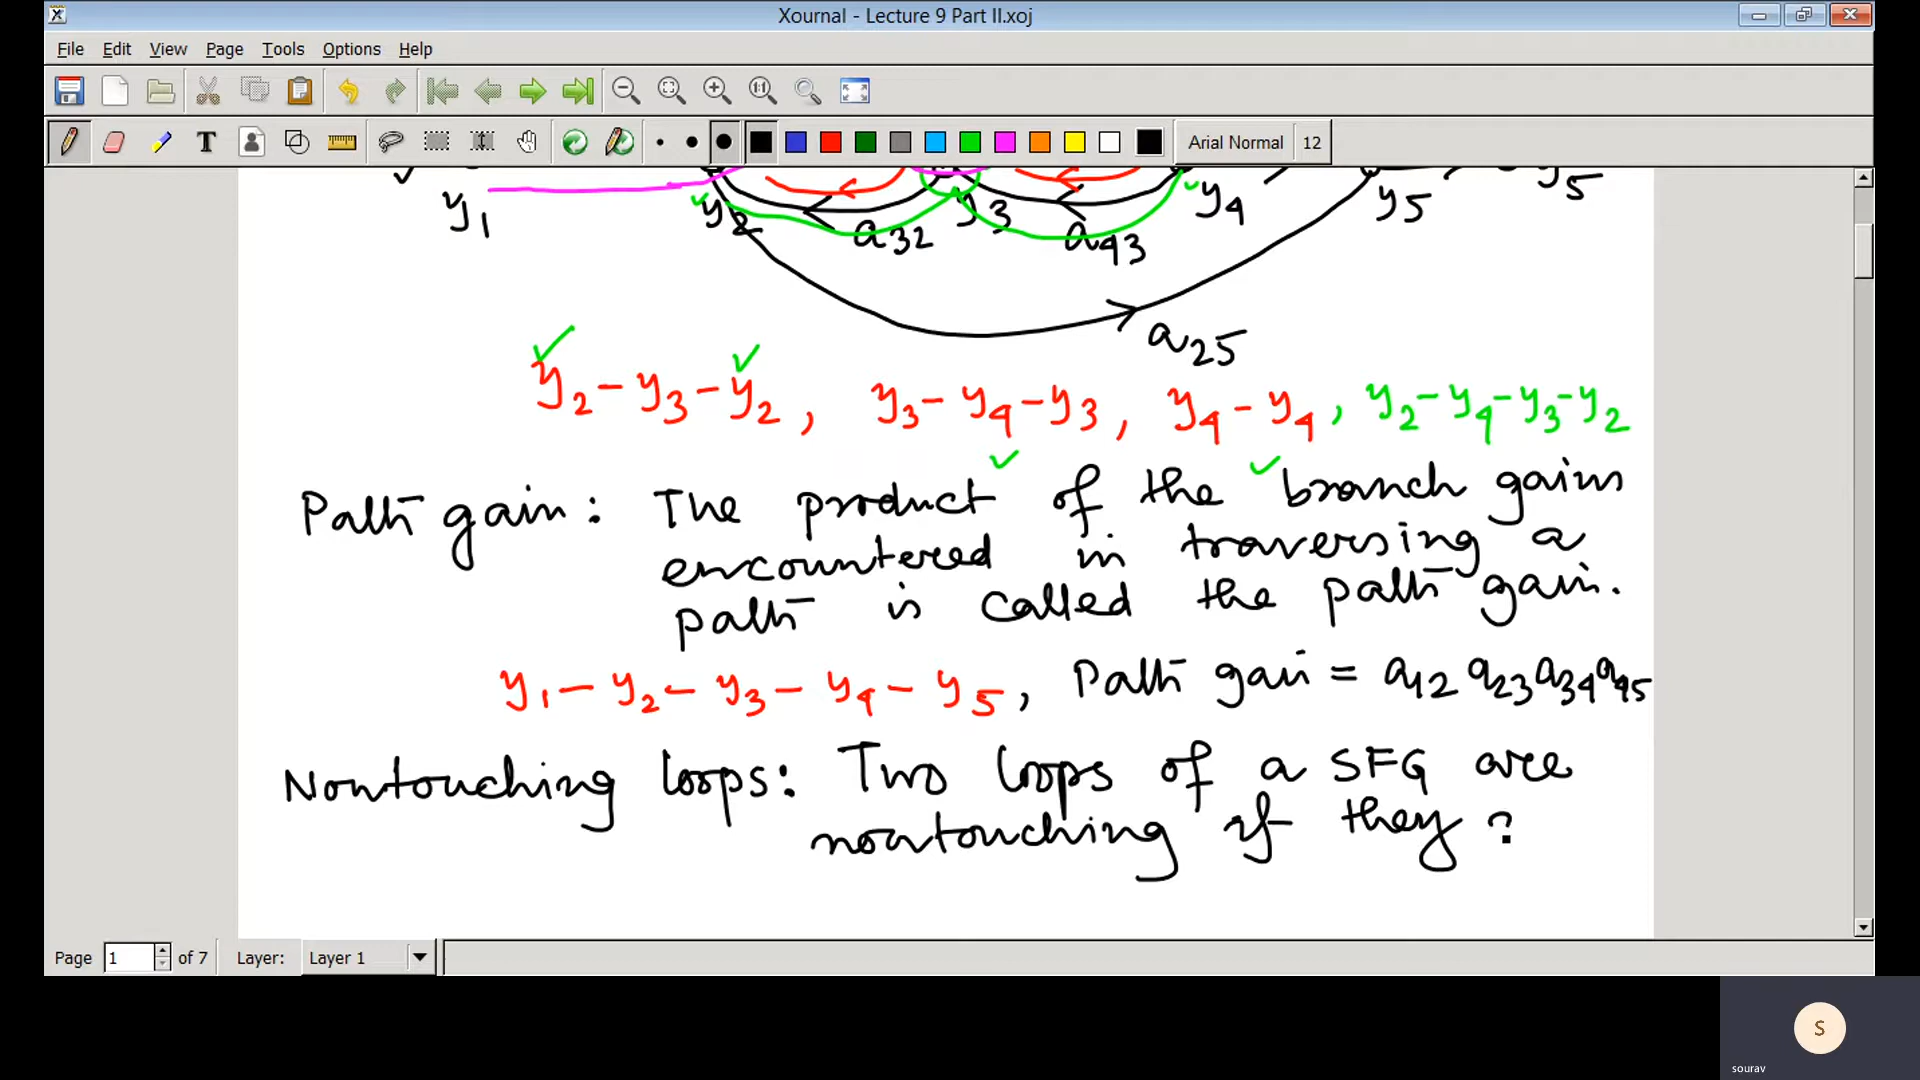 Xournal - Lecture 9 Part II.xoj
File Edit View Page Tools Options Help
Arial Normal 12
y1 y2 a32 y3 a43 y4 y5 y5
a25
y2 - y3 - y2 , y3 - y4 - y3 , y4 - y4 , y2 - y4 - y3 - y2
Path gain : The product of the branch gains
encountered in traversing a
path is called the path gain.
y1 - y2 - y3 - y4 - y5 , Path gain = a12 a23 a34 a45
Nontouching loops : Two loops of a SFG are
nontouching if they ?
Page 1 of 7 Layer: Layer 1
S
sourav